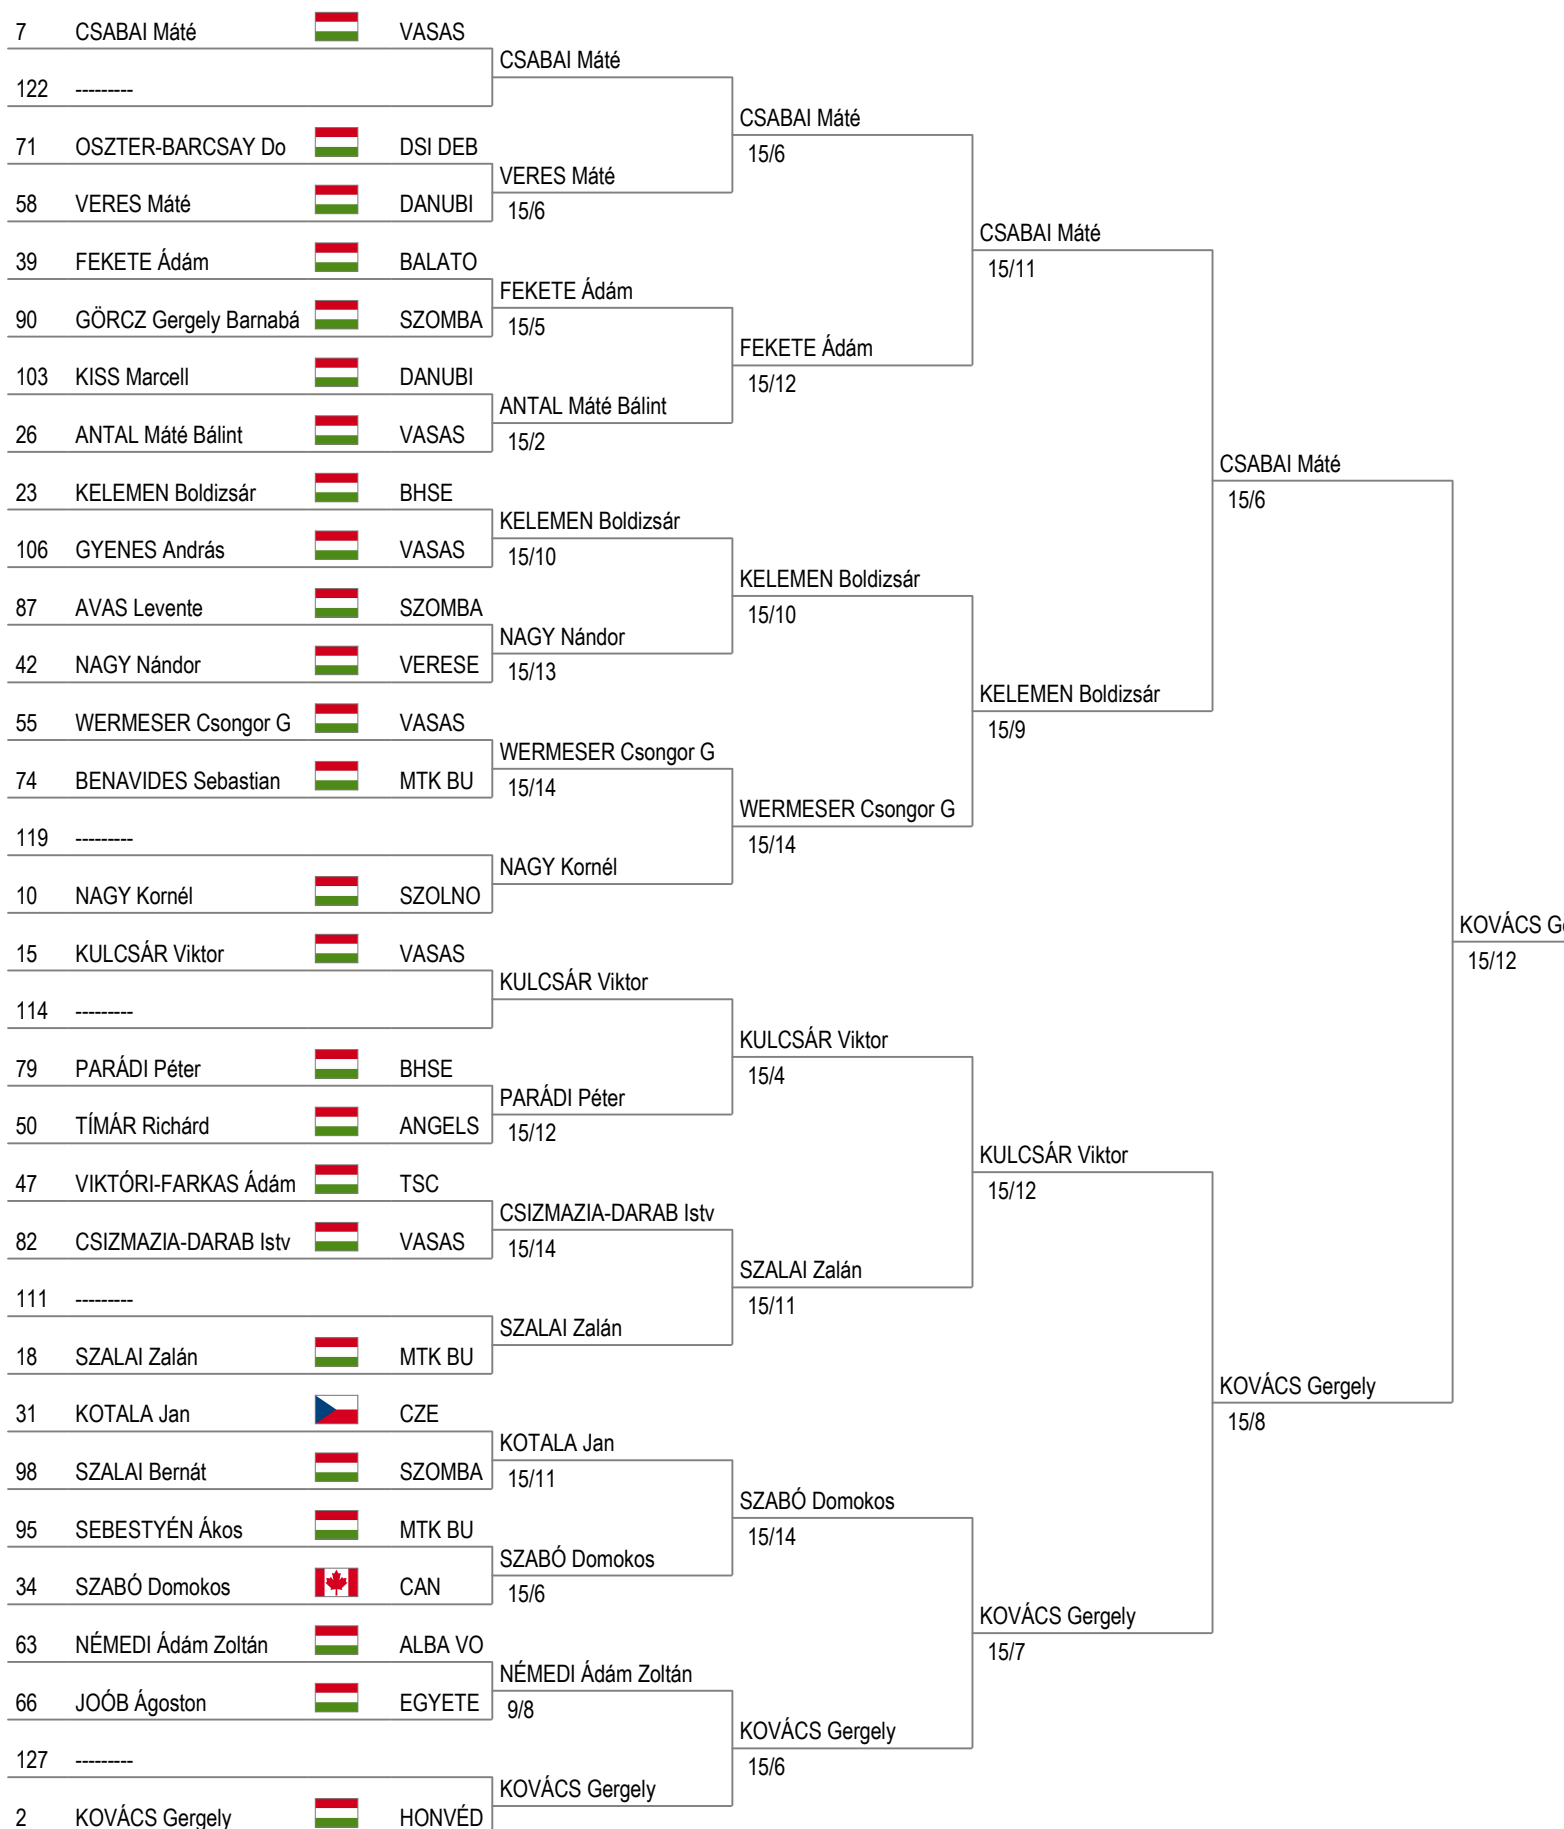 7 CSABAI Máté VASAS
CSABAI Máté
122 ---------
CSABAI Máté
15/6
71 OSZTER-BARCSAY Do DSI DEB
VERES Máté
15/6
58 VERES Máté DANUBI
CSABAI Máté
15/11
39 FEKETE Ádám BALATO
FEKETE Ádám
15/5
90 GÖRCZ Gergely Barnabá SZOMBA
FEKETE Ádám
15/12
103 KISS Marcell DANUBI
ANTAL Máté Bálint
15/2
26 ANTAL Máté Bálint VASAS
CSABAI Máté
15/6
23 KELEMEN Boldizsár BHSE
KELEMEN Boldizsár
15/10
106 GYENES András VASAS
KELEMEN Boldizsár
15/10
87 AVAS Levente SZOMBA
NAGY Nándor
15/13
42 NAGY Nándor VERESE
KELEMEN Boldizsár
15/9
55 WERMESER Csongor G VASAS
WERMESER Csongor G
15/14
74 BENAVIDES Sebastian MTK BU
WERMESER Csongor G
15/14
119 ---------
NAGY Kornél
10 NAGY Kornél SZOLNO
KOVÁCS Ge
15/12
15 KULCSÁR Viktor VASAS
KULCSÁR Viktor
114 ---------
KULCSÁR Viktor
15/4
79 PARÁDI Péter BHSE
PARÁDI Péter
15/12
50 TÍMÁR Richárd ANGELS
KULCSÁR Viktor
15/12
47 VIKTÓRI-FARKAS Ádám TSC
CSIZMAZIA-DARAB Istv
15/14
82 CSIZMAZIA-DARAB Istv VASAS
SZALAI Zalán
15/11
111 ---------
SZALAI Zalán
18 SZALAI Zalán MTK BU
KOVÁCS Gergely
15/8
31 KOTALA Jan CZE
KOTALA Jan
15/11
98 SZALAI Bernát SZOMBA
SZABÓ Domokos
15/14
95 SEBESTYÉN Ákos MTK BU
SZABÓ Domokos
15/6
34 SZABÓ Domokos CAN
KOVÁCS Gergely
15/7
63 NÉMEDI Ádám Zoltán ALBA VO
NÉMEDI Ádám Zoltán
9/8
66 JOÓB Ágoston EGYETE
KOVÁCS Gergely
15/6
127 ---------
KOVÁCS Gergely
2 KOVÁCS Gergely HONVÉD